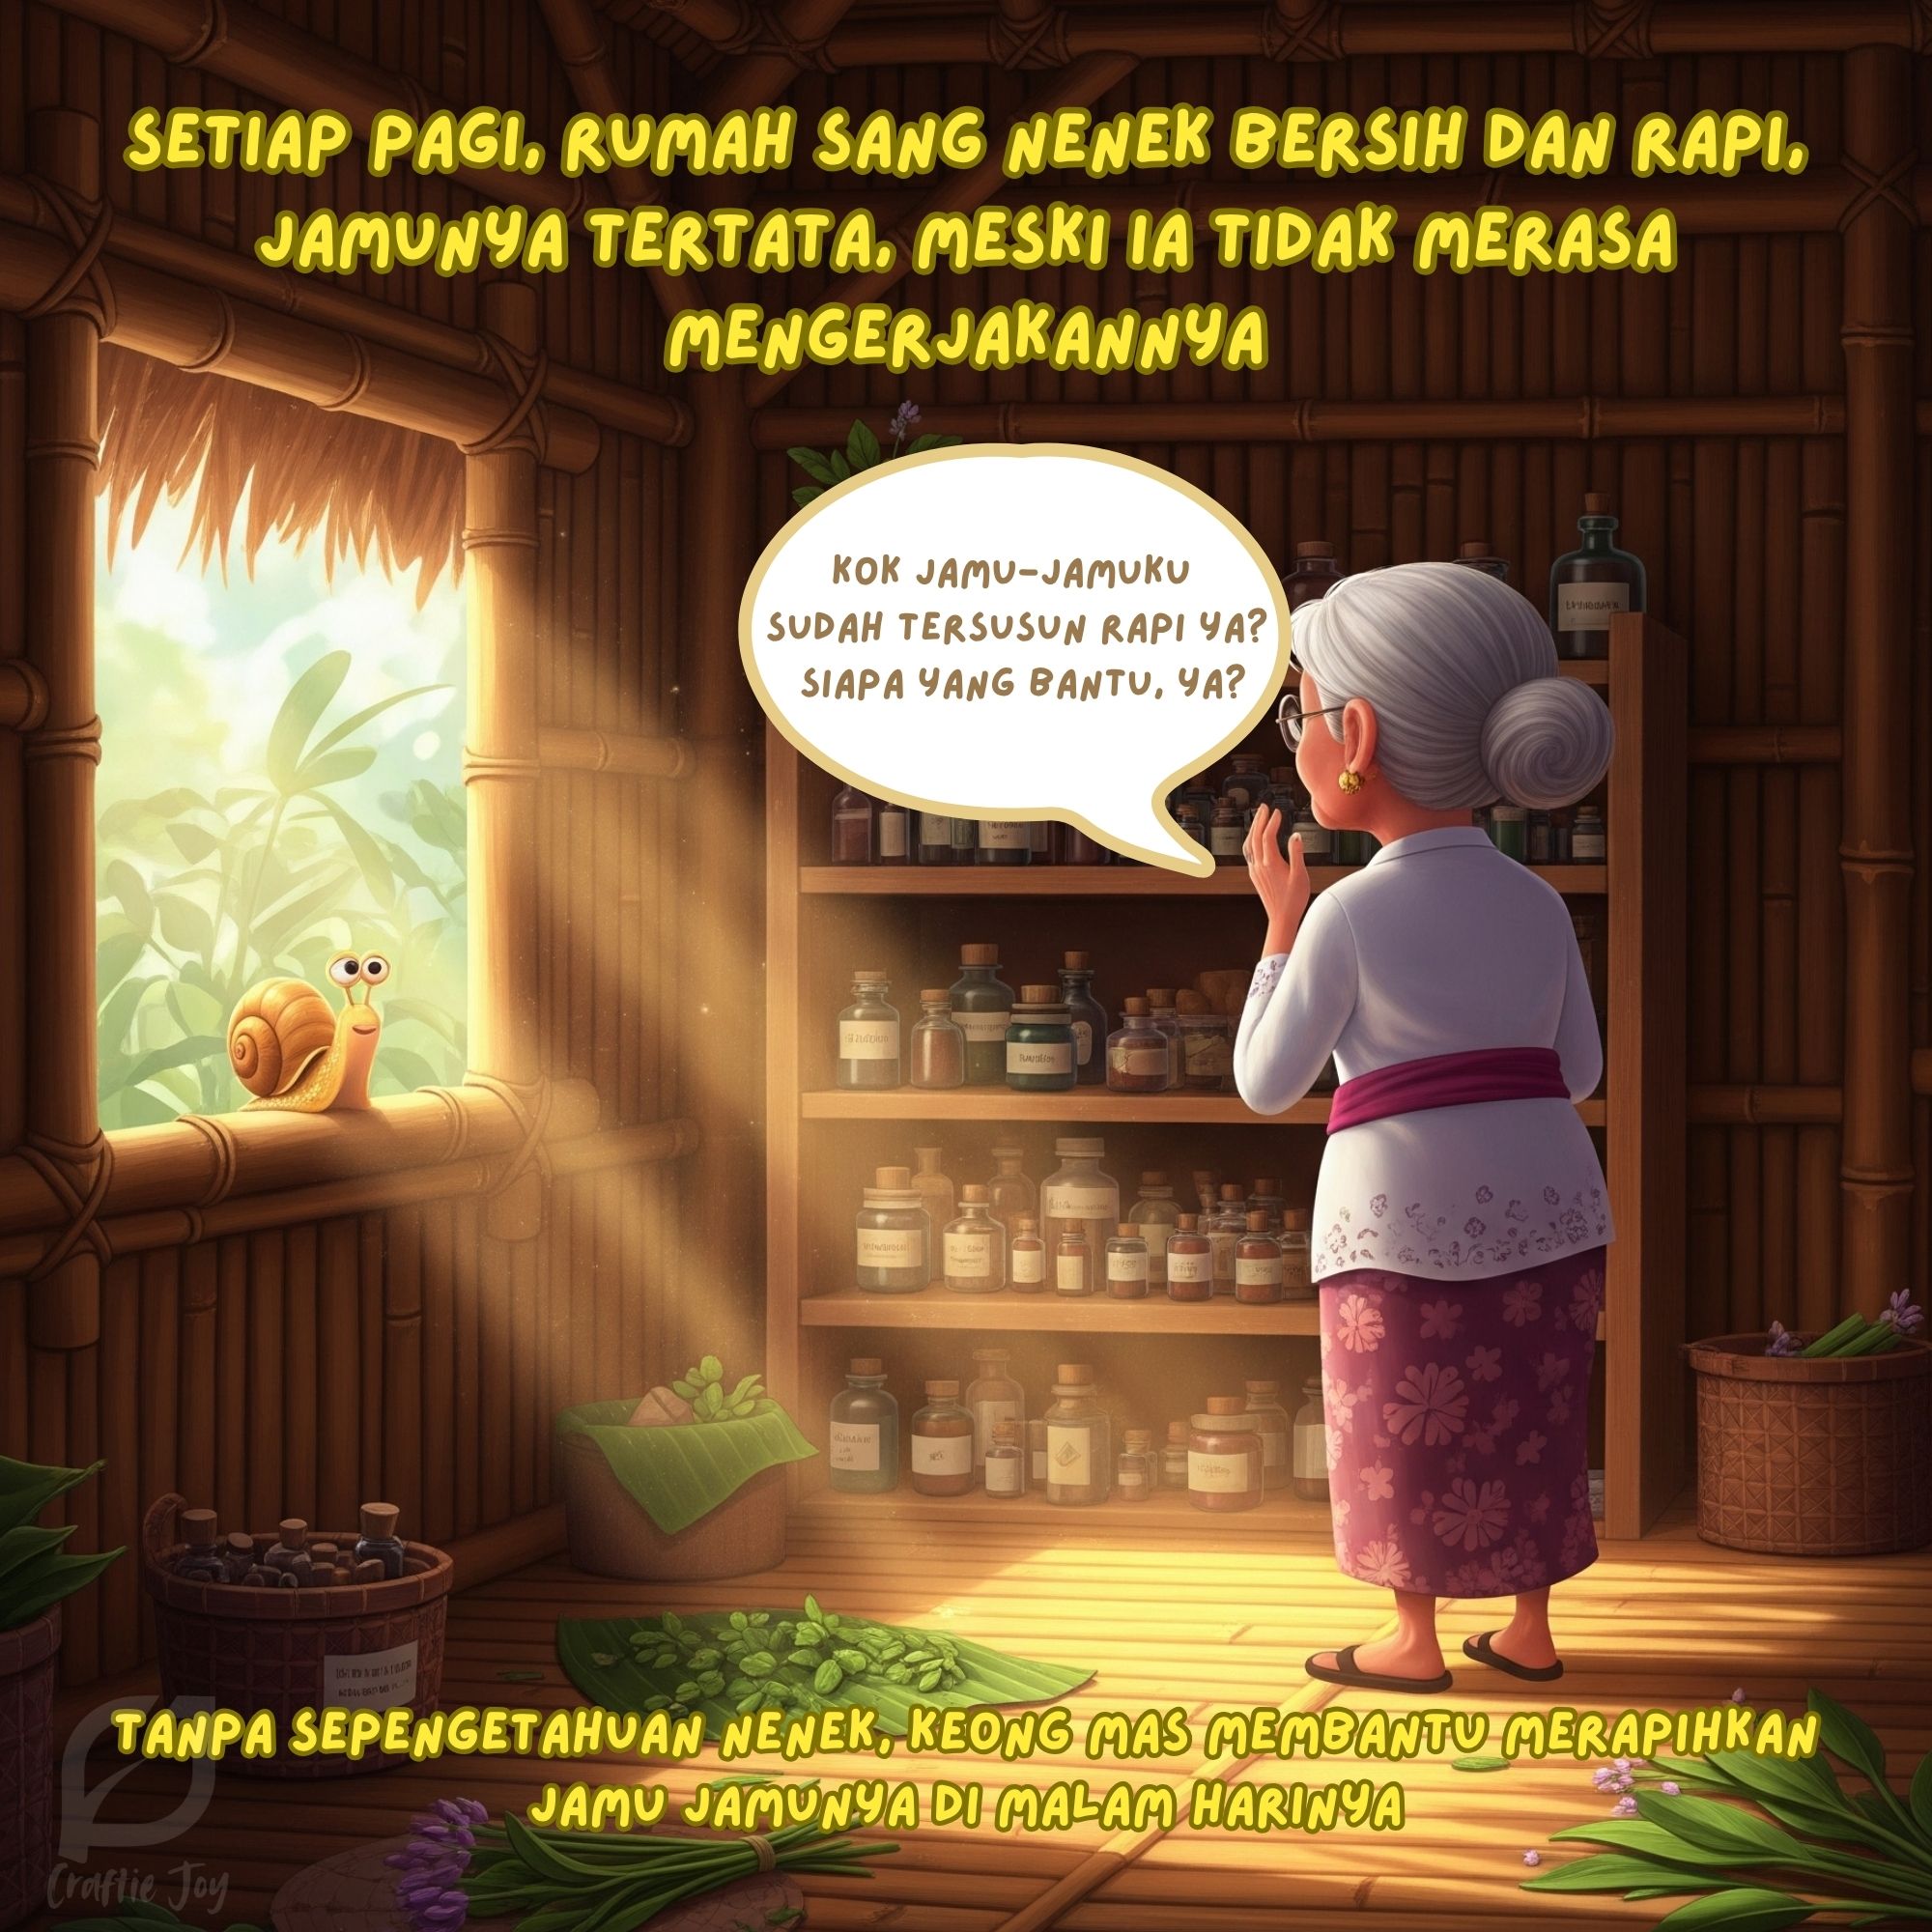 SETIAP PAGI, RUMAH SANG NENEK BERSIH DAN RAPI,
JAMUNYA TERTATA, MESKI IA TIDAK MERASA
MENGERJAKANNYA
KOK JAMU-JAMUKU
SUDAH TERSUSUN RAPI YA?
SIAPA YANG BANTU, YA?
TANPA SEPENGETAHUAN NENEK, KEONG MAS MEMBANTU MERAPIHKAN
JAMU JAMUNYA DI MALAM HARINYA
Craftie Joy